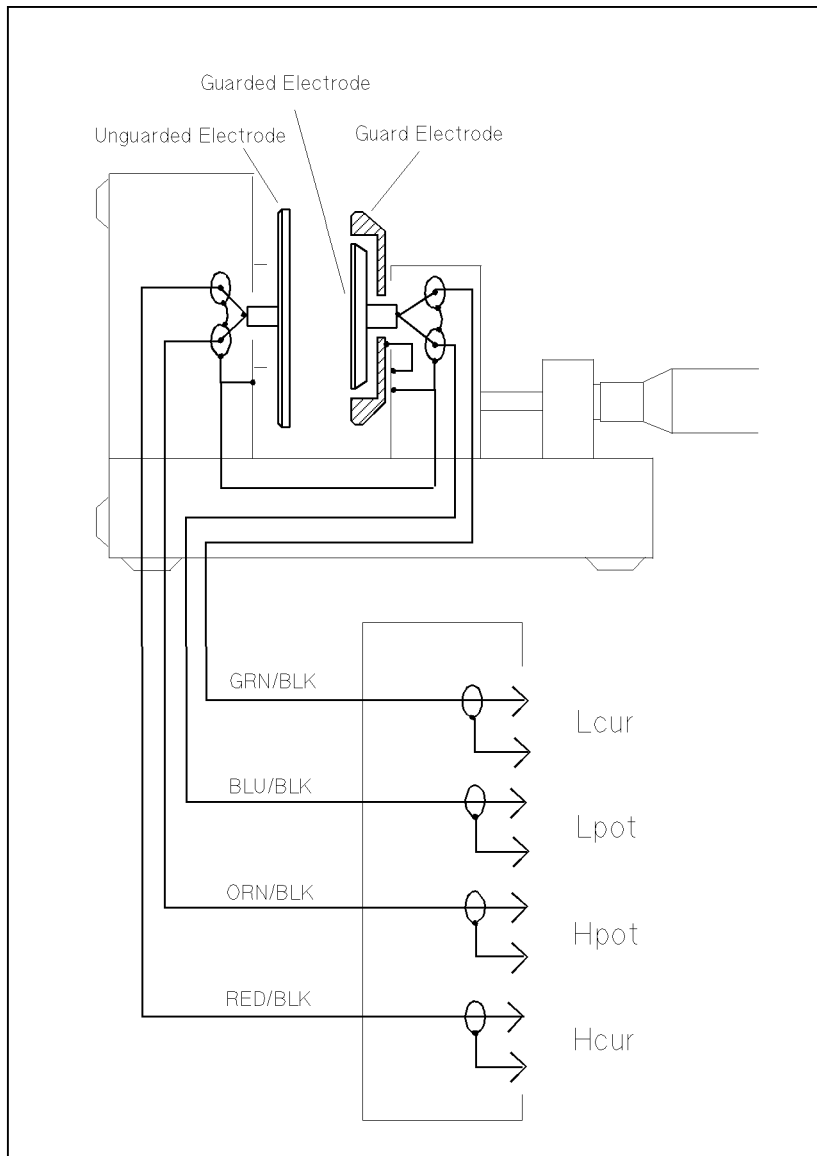 Guarded Electrode
Unguarded Electrode
Guard Electrode
GRN/BLK
Lcur
BLU/BLK
Lpot
ORN/BLK
Hpot
RED/BLK
Hcur